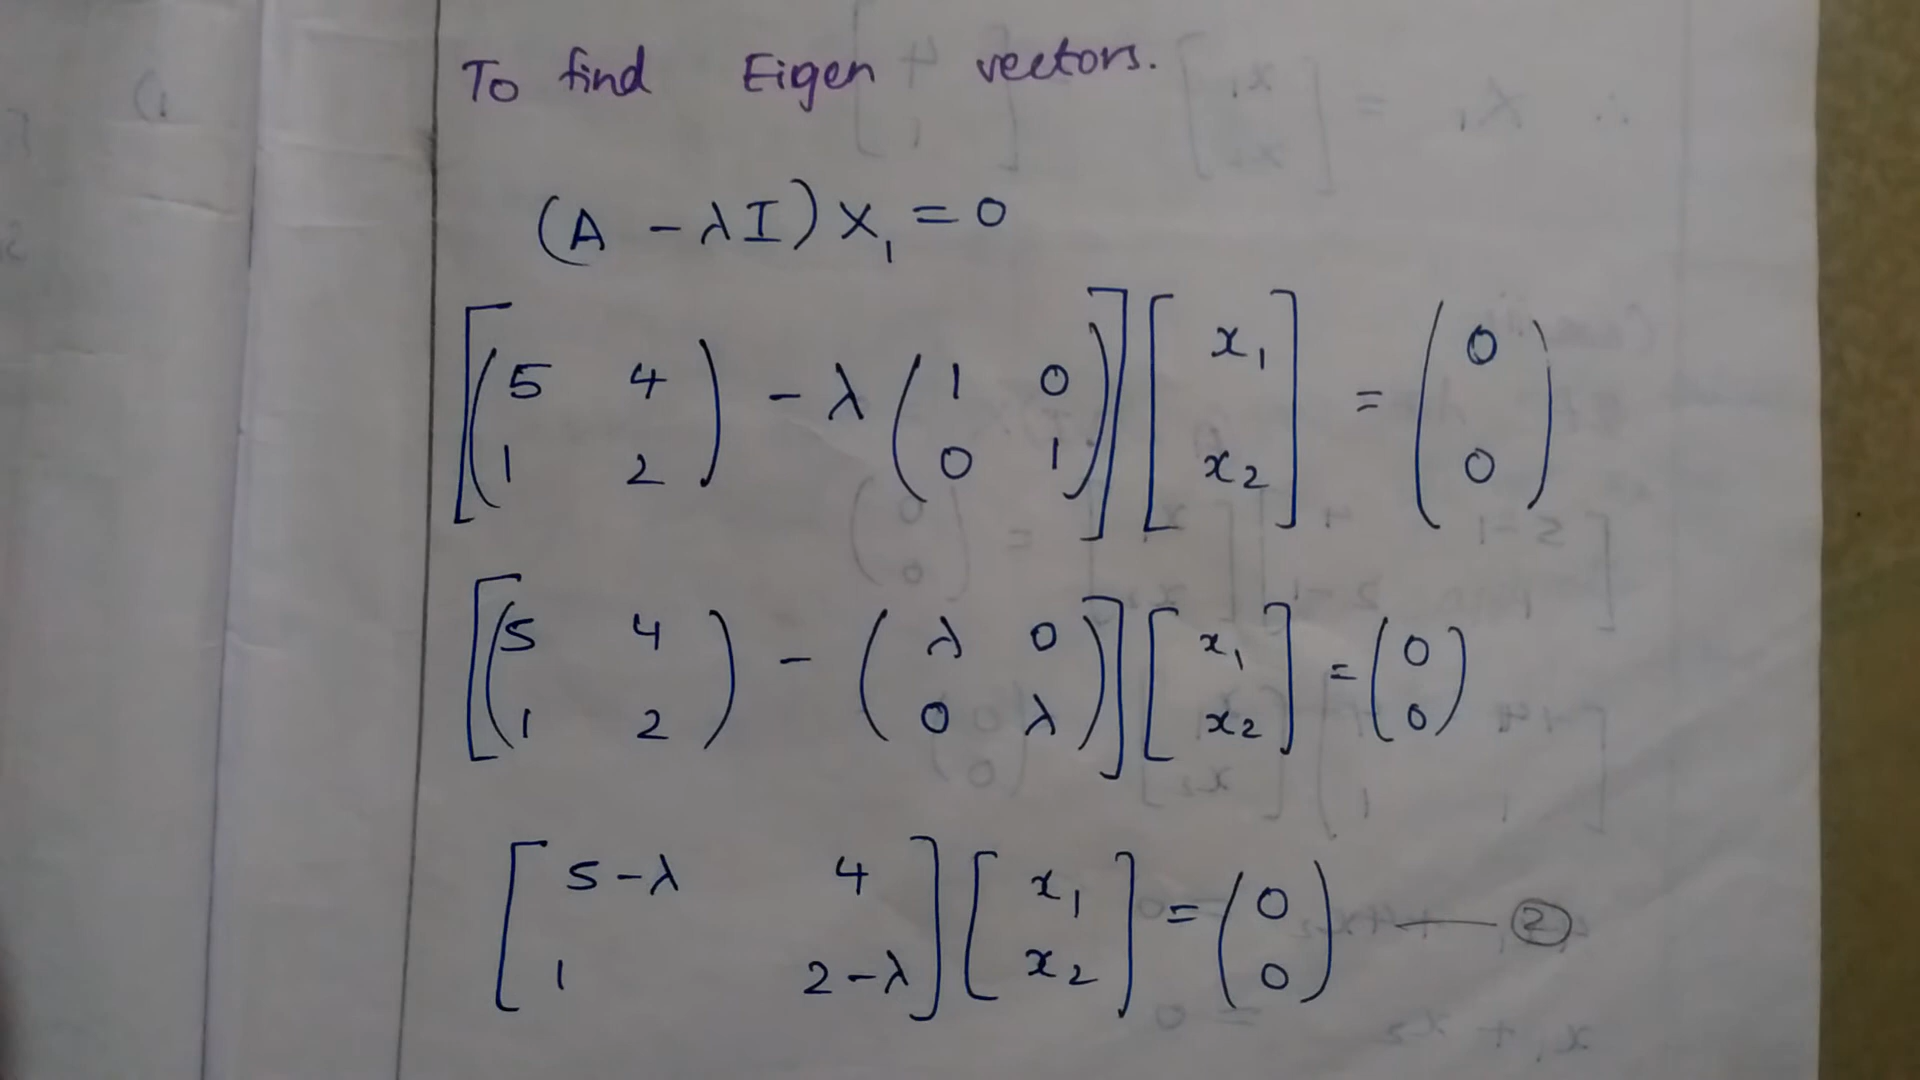 To find Eigen vectors.
(A - λI) X₁ = 0
[(5 4; 1 2) - λ (1 0; 0 1)] [x₁; x₂] = (0; 0)
[(5 4; 1 2) - (λ 0; 0 λ)] [x₁; x₂] = (0; 0)
[5-λ 4; 1 2-λ] [x₁; x₂] = (0; 0) —— ②